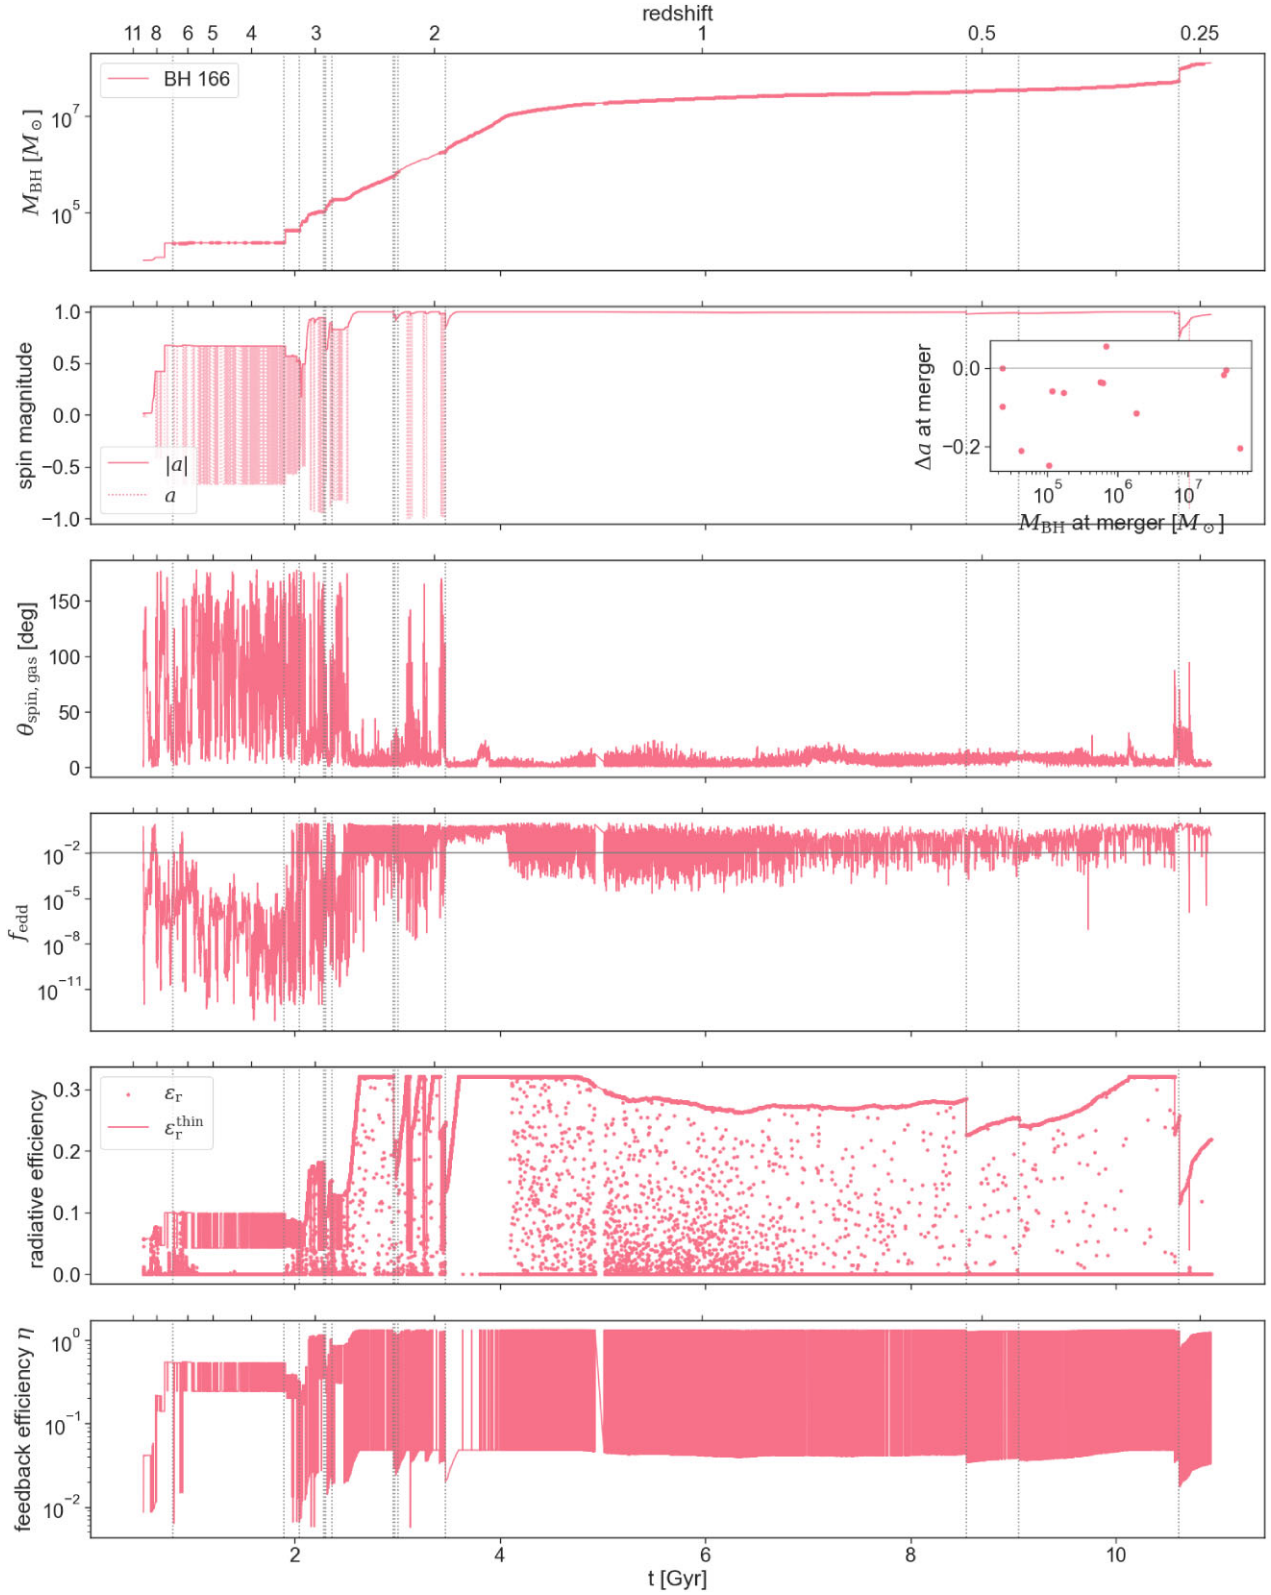 redshift
11 8 6 5 4 3 2 1 0.5 0.25
BH 166
10^7
10^5
M_BH [M_⊙]
1.0
0.5
0.0
−0.5
−1.0
spin magnitude
|a|
a
0.0
−0.2
Δa at merger
10^5 10^6 10^7
M_BH at merger [M_⊙]
150
100
50
0
θ_spin, gas [deg]
10^−2
10^−5
10^−8
10^−11
f_edd
0.3
0.2
0.1
0.0
radiative efficiency
ε_r
ε_r^thin
10^0
10^−1
10^−2
feedback efficiency η
2 4 6 8 10
t [Gyr]